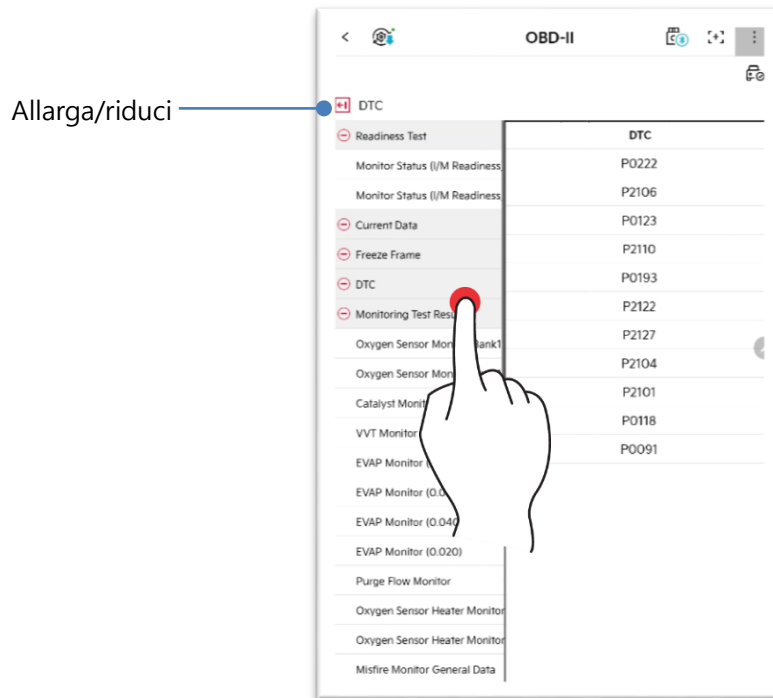 OBD-II
Allarga/riduci
DTC
Readiness Test
Monitor Status (I/M Readiness
Monitor Status (I/M Readiness
Current Data
Freeze Frame
DTC
Monitoring Test Resu
Oxygen Sensor Mon ank1
Oxygen Sensor Mon
Catalyst Monit
VVT Monitor
EVAP Monitor (
EVAP Monitor (0.0
EVAP Monitor (0.040
EVAP Monitor (0.020)
Purge Flow Monitor
Oxygen Sensor Heater Monitor
Oxygen Sensor Heater Monitor
Misfire Monitor General Data
DTC
P0222
P2106
P0123
P2110
P0193
P2122
P2127
P2104
P2101
P0118
P0091